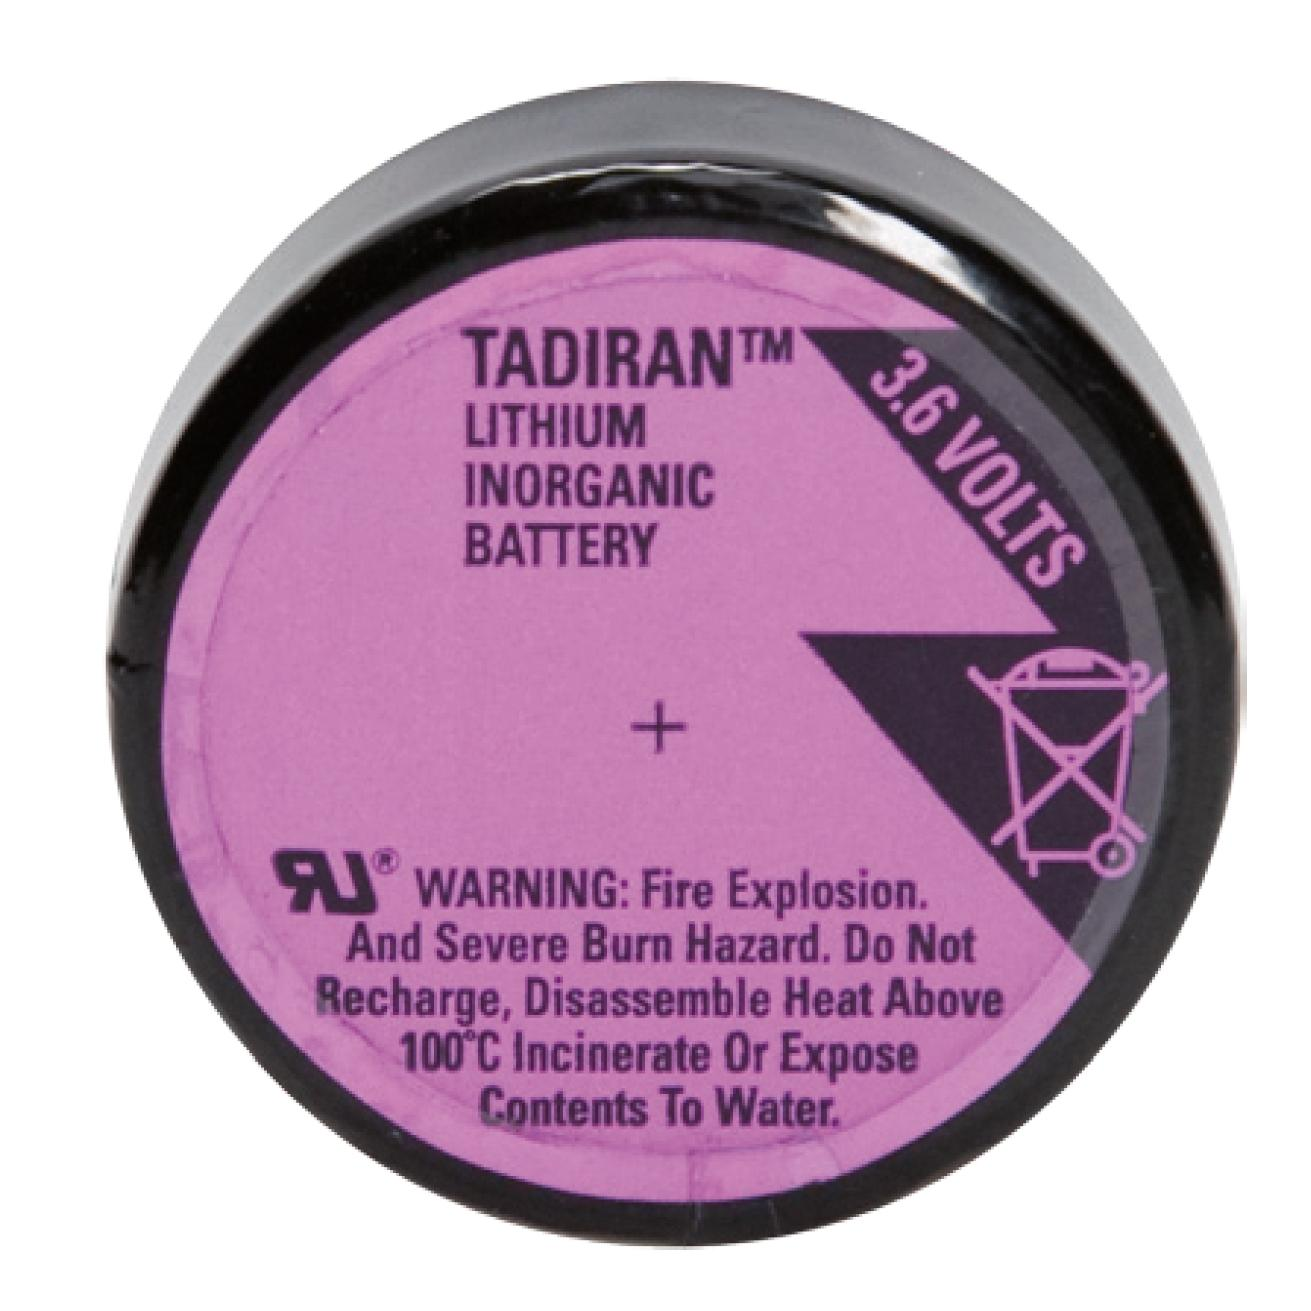 TADIRAN™
LITHIUM
INORGANIC
BATTERY
3.6 VOLTS
+
RU® WARNING: Fire Explosion.
And Severe Burn Hazard. Do Not
Recharge, Disassemble Heat Above
100°C Incinerate Or Expose
Contents To Water.